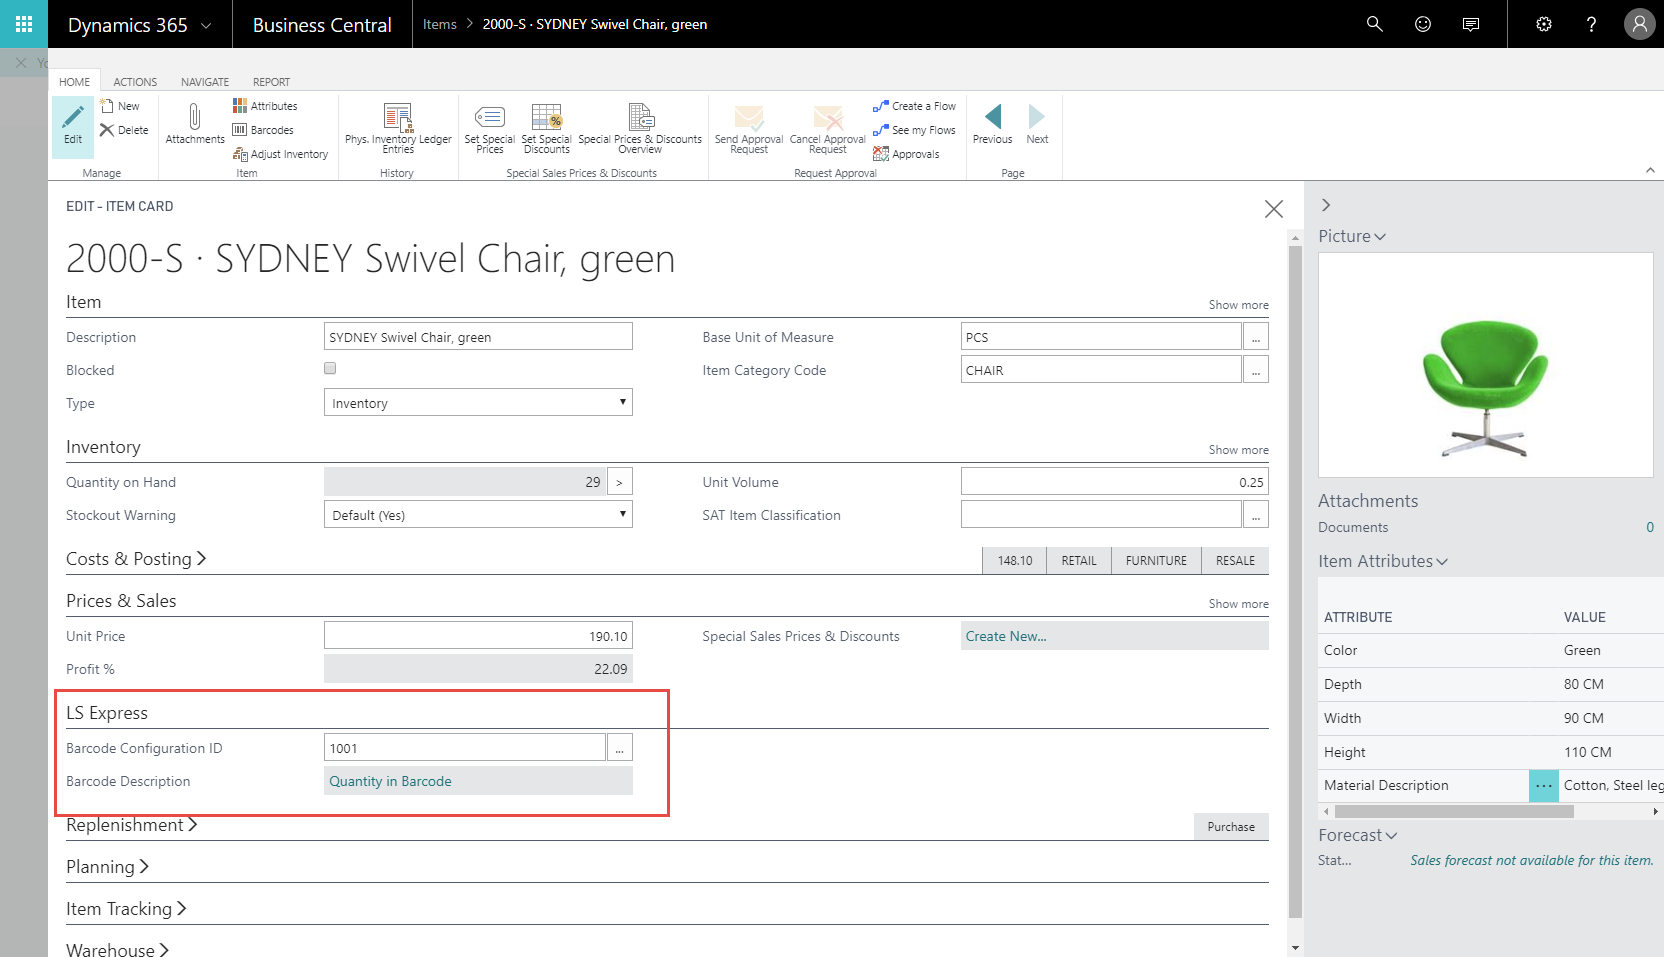 Dynamics 365
Business Central
Items > 2000-S · SYDNEY Swivel Chair, green
?
Yo
HOME
ACTIONS
NAVIGATE
REPORT
Edit
New
Delete
Manage
Attachments
Attributes
Barcodes
Adjust Inventory
Item
Phys. Inventory Ledger
Entries
History
Set Special
Prices
Set Special
Discounts
Special Prices & Discounts
Overview
Special Sales Prices & Discounts
Send Approval
Request
Cancel Approval
Request
Create a Flow
See my Flows
Approvals
Request Approval
Previous
Next
Page
EDIT - ITEM CARD
2000-S · SYDNEY Swivel Chair, green
Item
Show more
Description
SYDNEY Swivel Chair, green
Base Unit of Measure
PCS
...
Blocked
Item Category Code
CHAIR
...
Type
Inventory
Inventory
Show more
Quantity on Hand
29
>
Unit Volume
0.25
Stockout Warning
Default (Yes)
SAT Item Classification
...
Costs & Posting >
148.10
RETAIL
FURNITURE
RESALE
Prices & Sales
Show more
Unit Price
190.10
Special Sales Prices & Discounts
Create New...
Profit %
22.09
LS Express
Barcode Configuration ID
1001
...
Barcode Description
Quantity in Barcode
Replenishment >
Purchase
Planning >
Item Tracking >
Warehouse >
Picture
Attachments
Documents
0
Item Attributes
ATTRIBUTE
VALUE
Color
Green
Depth
80 CM
Width
90 CM
Height
110 CM
Material Description
...
Cotton, Steel leg
Forecast
Stat...
Sales forecast not available for this item.